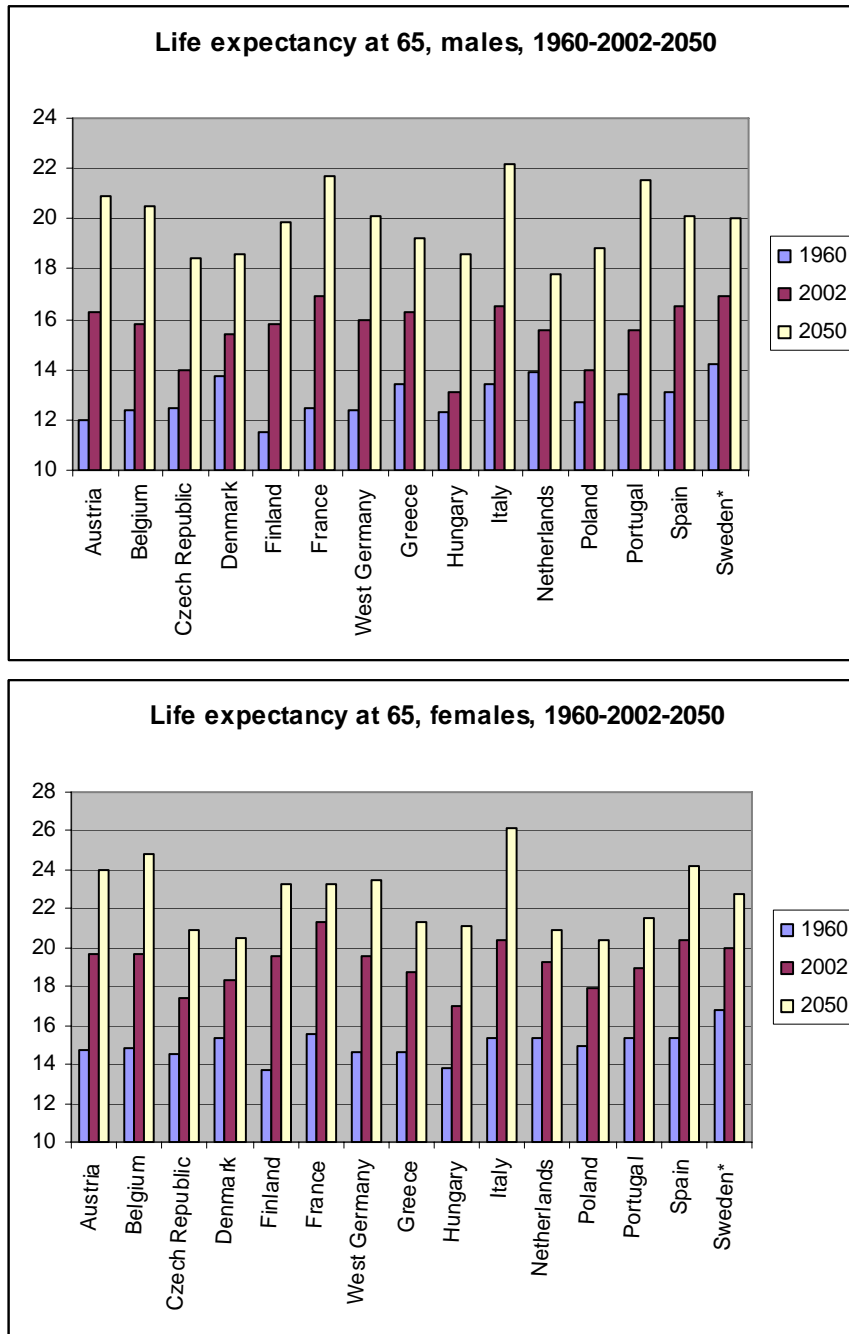 Life expectancy at 65, males, 1960-2002-2050
24
22
20
18
16
14
12
10
1960
2002
2050
Austria
Belgium
Czech Republic
Denmark
Finland
France
West Germany
Greece
Hungary
Italy
Netherlands
Poland
Portugal
Spain
Sweden*
Life expectancy at 65, females, 1960-2002-2050
28
26
24
22
20
18
16
14
12
10
1960
2002
2050
Austria
Belgium
Czech Republic
Denmark
Finland
France
West Germany
Greece
Hungary
Italy
Netherlands
Poland
Portugal
Spain
Sweden*